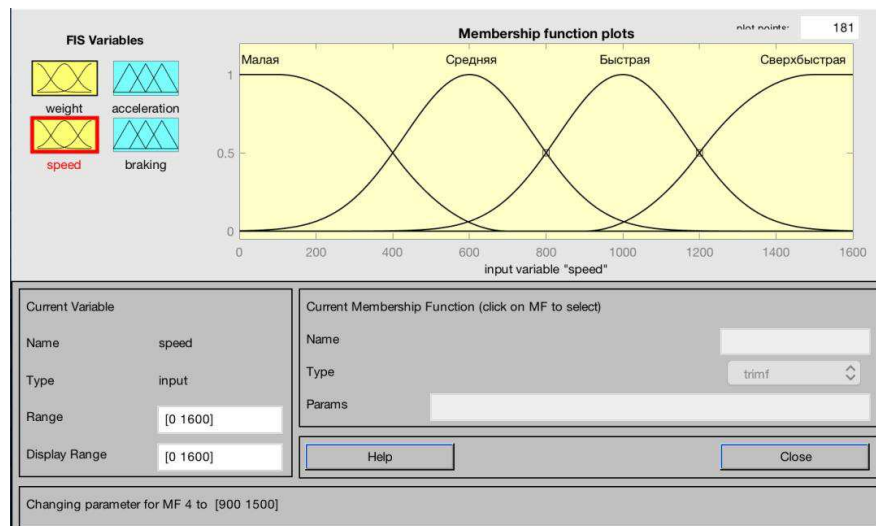 FIS Variables
Membership function plots
plot points:
181
weight
acceleration
speed
braking
Малая
Средняя
Быстрая
Сверхбыстрая
1
0.5
0
0 200 400 600 800 1000 1200 1400 1600
input variable "speed"
Current Variable
Name speed
Type input
Range [0 1600]
Display Range [0 1600]
Current Membership Function (click on MF to select)
Name
Type trimf
Params
Help
Close
Changing parameter for MF 4 to [900 1500]